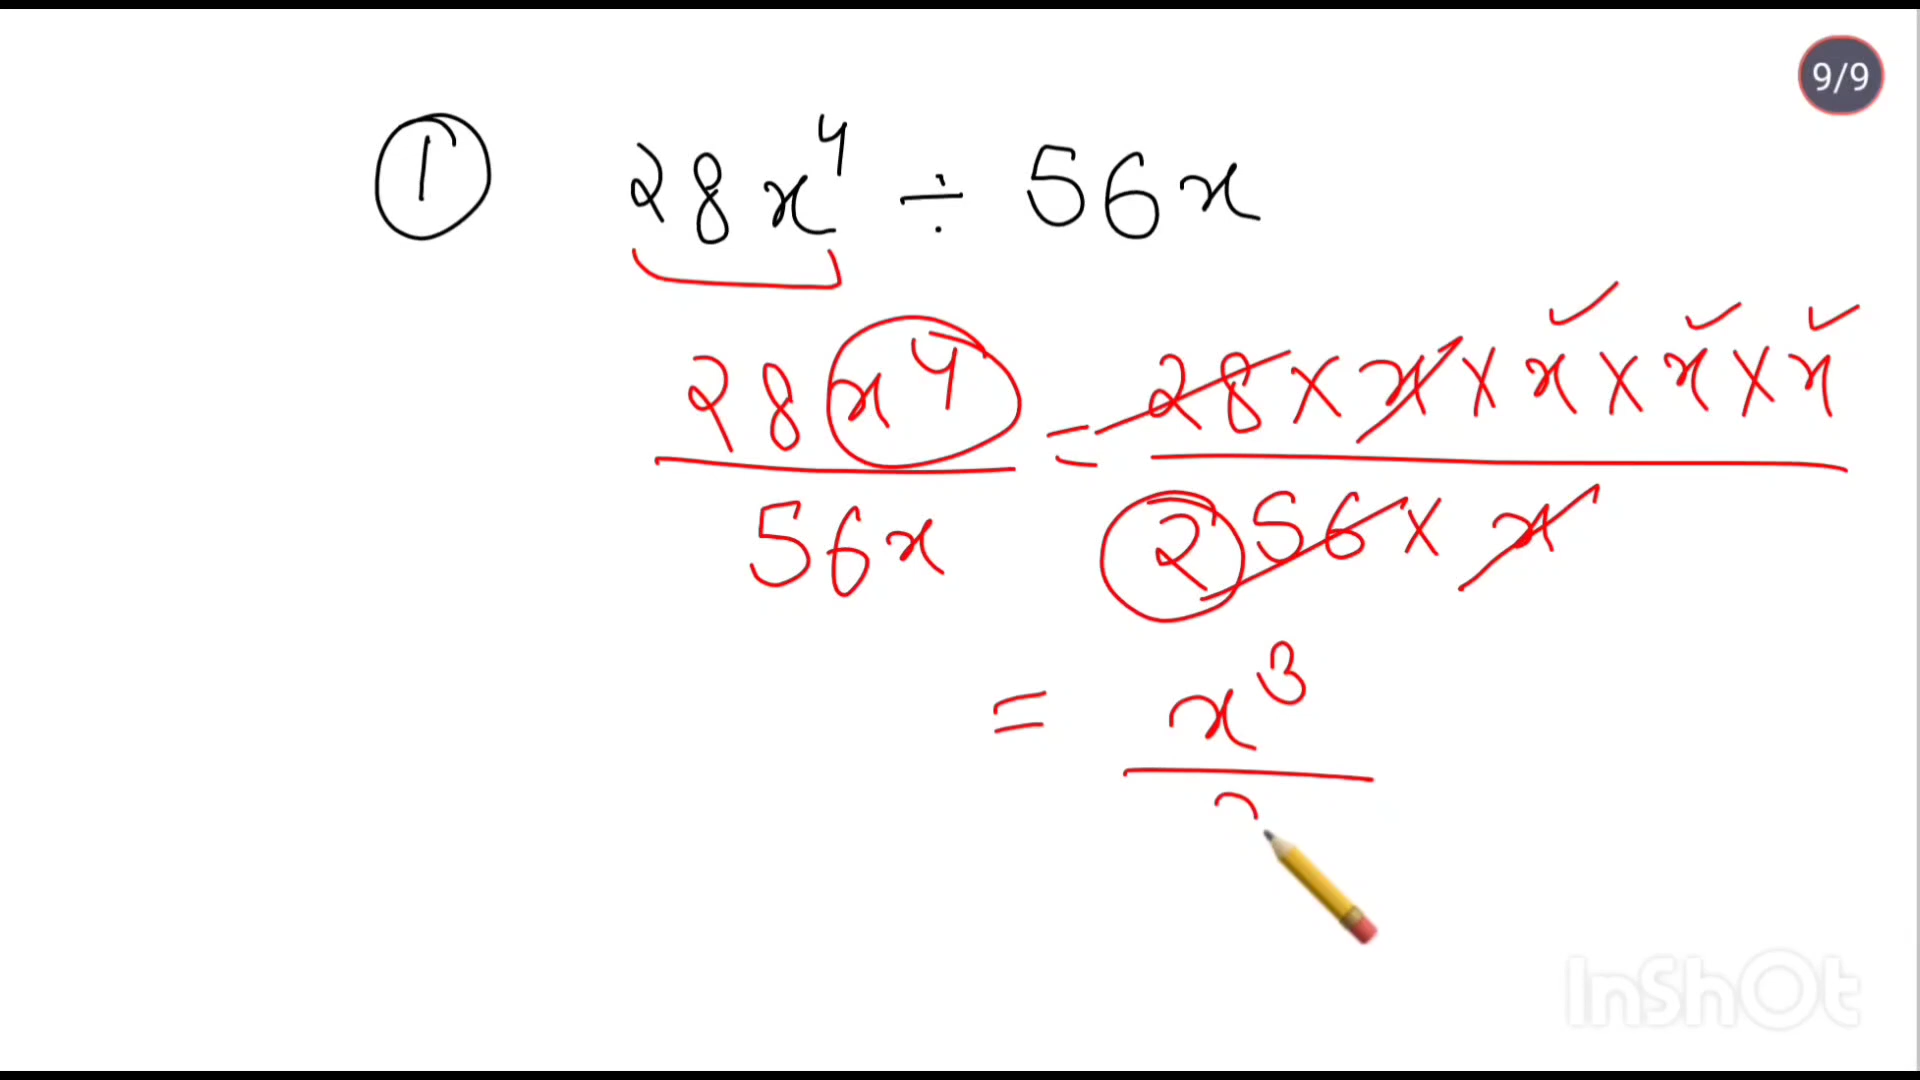 9/9
① 28x⁴ ÷ 56x
28x⁴/56x = 28×x×x×x×x/2 56×x
= x³/2
InShOt